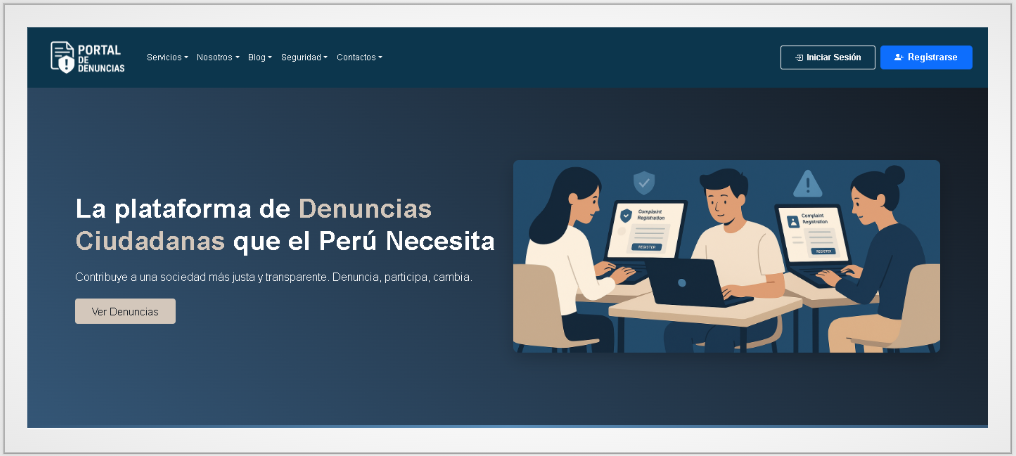 PORTAL
DE
DENUNCIAS
Servicios Nosotros Blog Seguridad Contactos
Iniciar Sesión Registrarse
La plataforma de Denuncias
Ciudadanas que el Perú Necesita
Contribuye a una sociedad más justa y transparente. Denuncia, participa, cambia.
Ver Denuncias
Complaint
Registration
Complaint
Registration
REGISTER